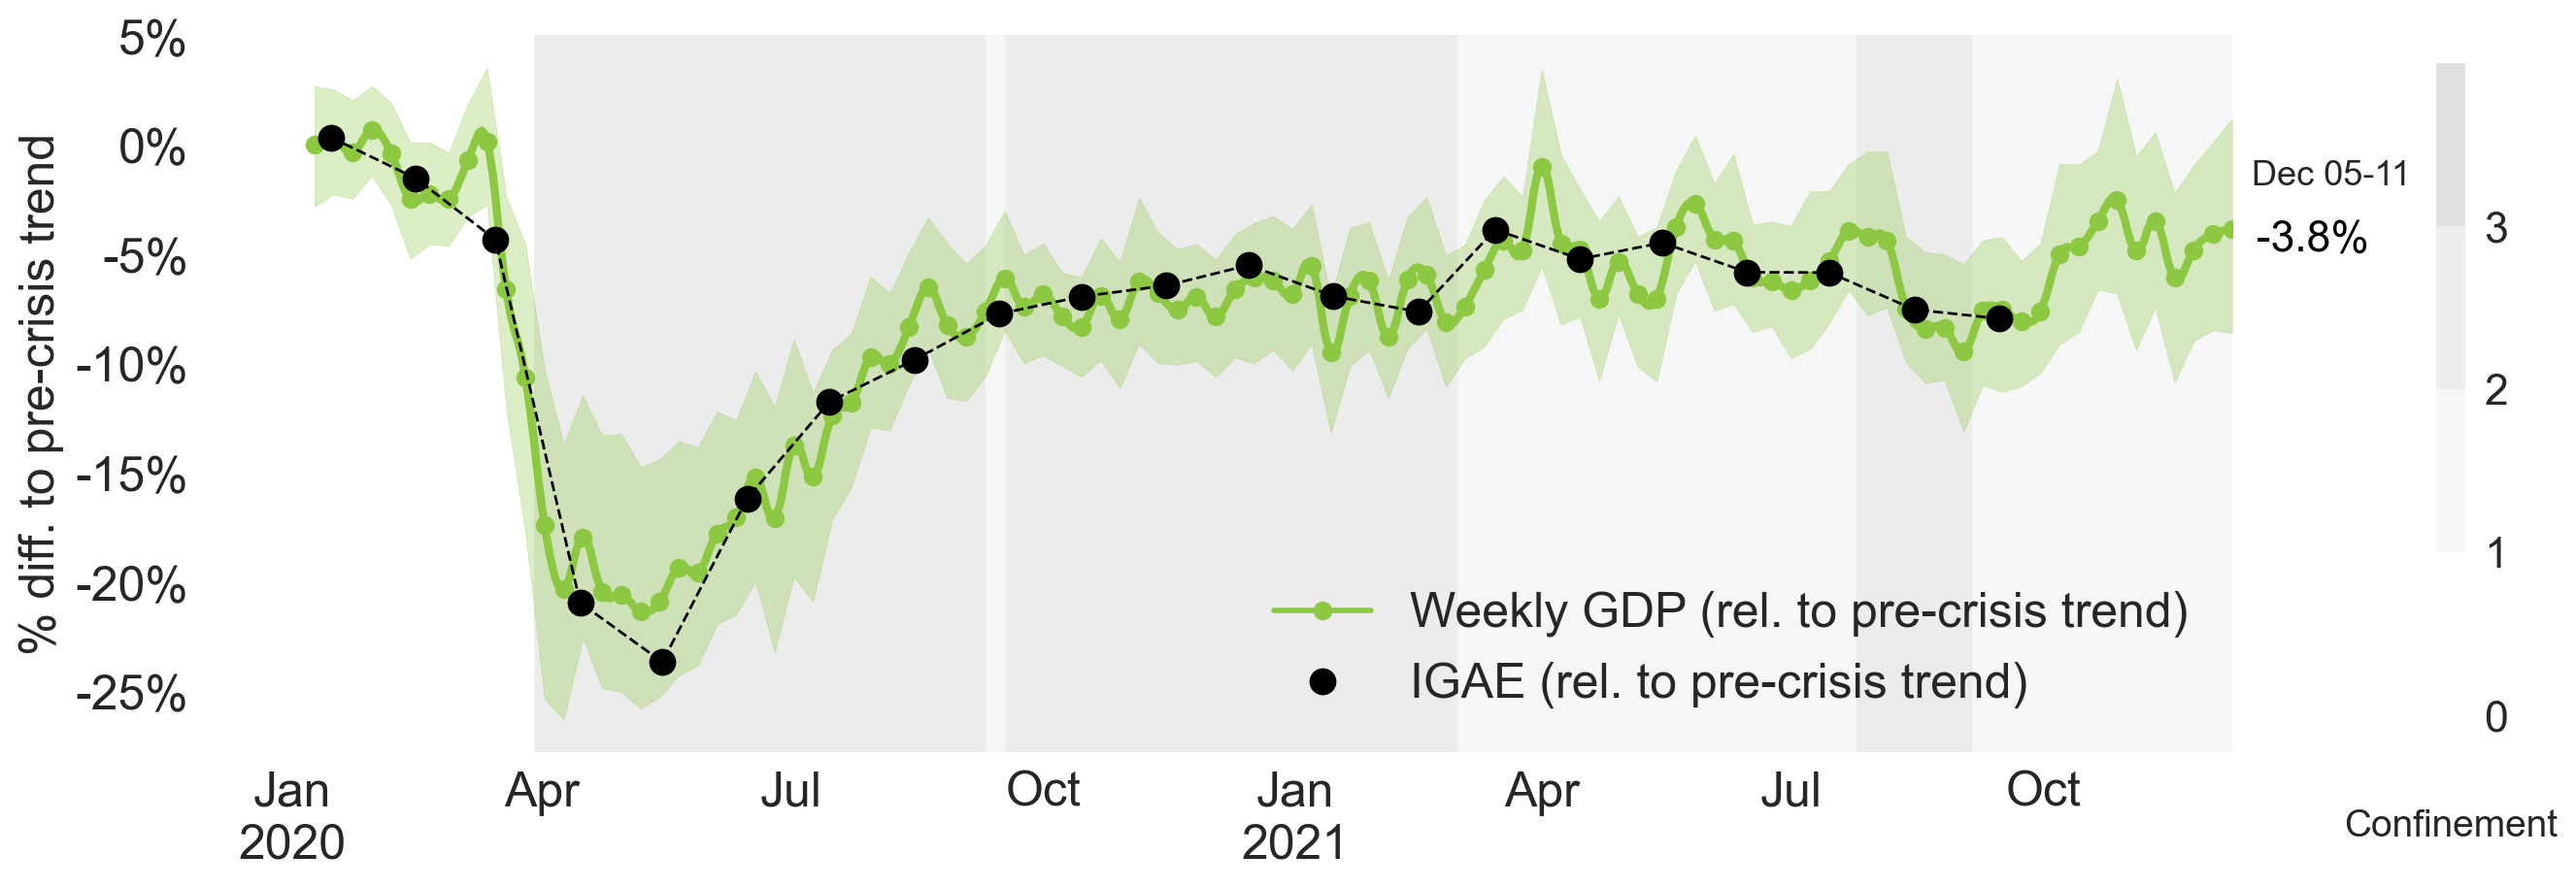 % diff. to pre-crisis trend
5%
0%
-5%
-10%
-15%
-20%
-25%
Jan
2020
Apr
Jul
Oct
Jan
2021
Apr
Jul
Oct
Weekly GDP (rel. to pre-crisis trend)
IGAE (rel. to pre-crisis trend)
Dec 05-11
-3.8%
3
2
1
0
Confinement